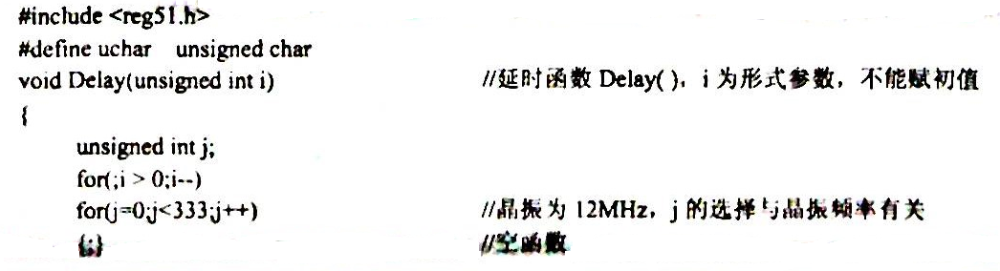 #include <reg51.h>
#define uchar unsigned char
void Delay(unsigned int i) //延时函数 Delay( ), i 为形式参数，不能赋初值
{
unsigned int j;
for(;i > 0;i--)
for(j=0;j<333;j++) //晶振为 12MHz, j 的选择与晶振频率有关
{;} //空函数